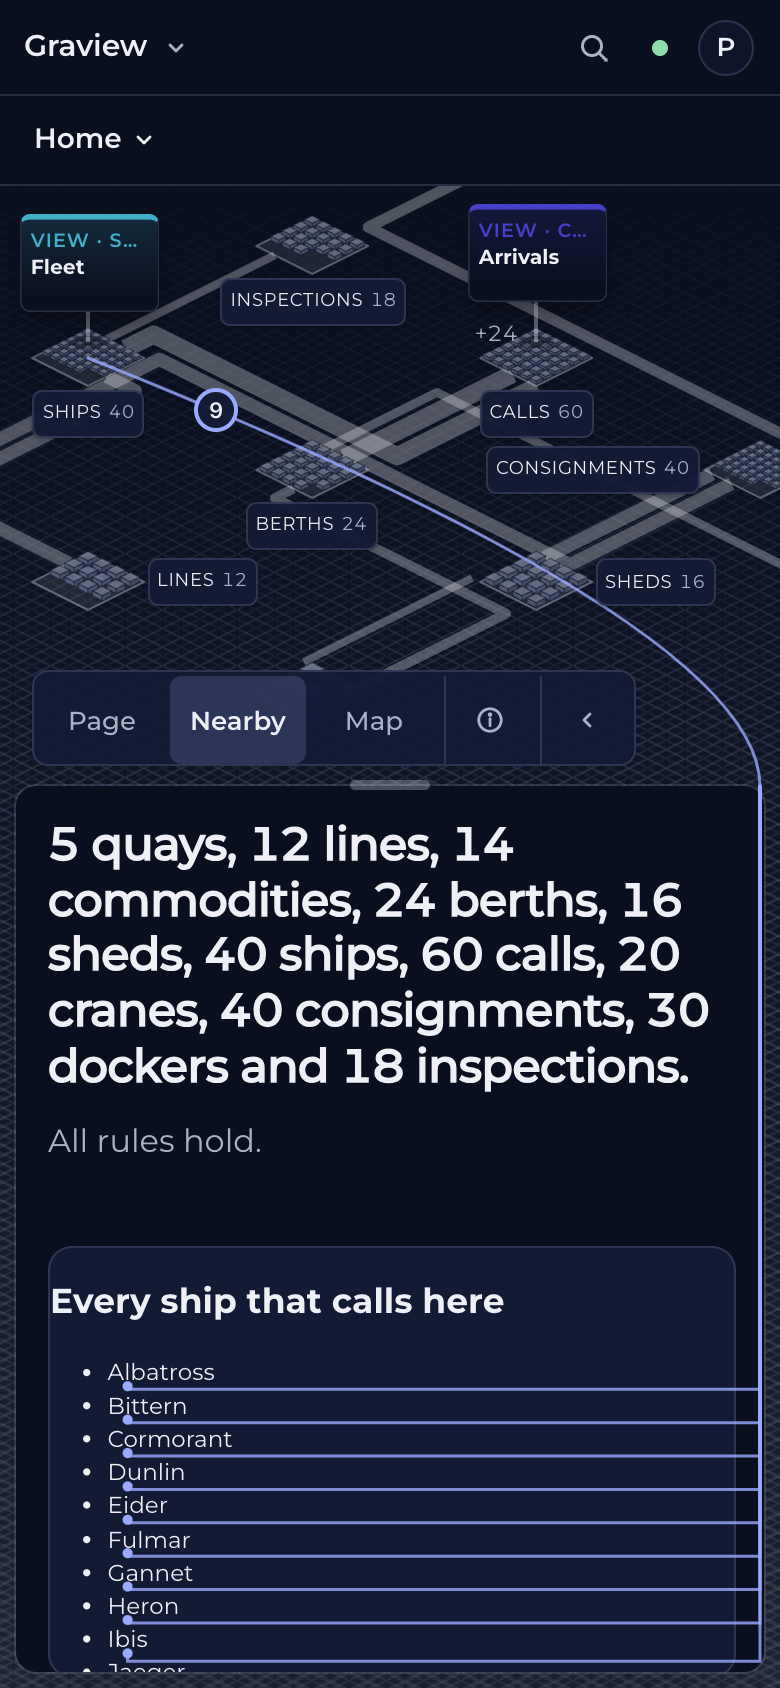 Graview
P
Home
VIEW · S...
Fleet
VIEW · C...
Arrivals
INSPECTIONS 18
+24
SHIPS 40
9
CALLS 60
CONSIGNMENTS 40
BERTHS 24
LINES 12
SHEDS 16
Page
Nearby
Map
5 quays, 12 lines, 14
commodities, 24 berths, 16
sheds, 40 ships, 60 calls, 20
cranes, 40 consignments, 30
dockers and 18 inspections.
All rules hold.
Every ship that calls here
• Albatross
• Bittern
• Cormorant
• Dunlin
• Eider
• Fulmar
• Gannet
• Heron
• Ibis
• Jaeger